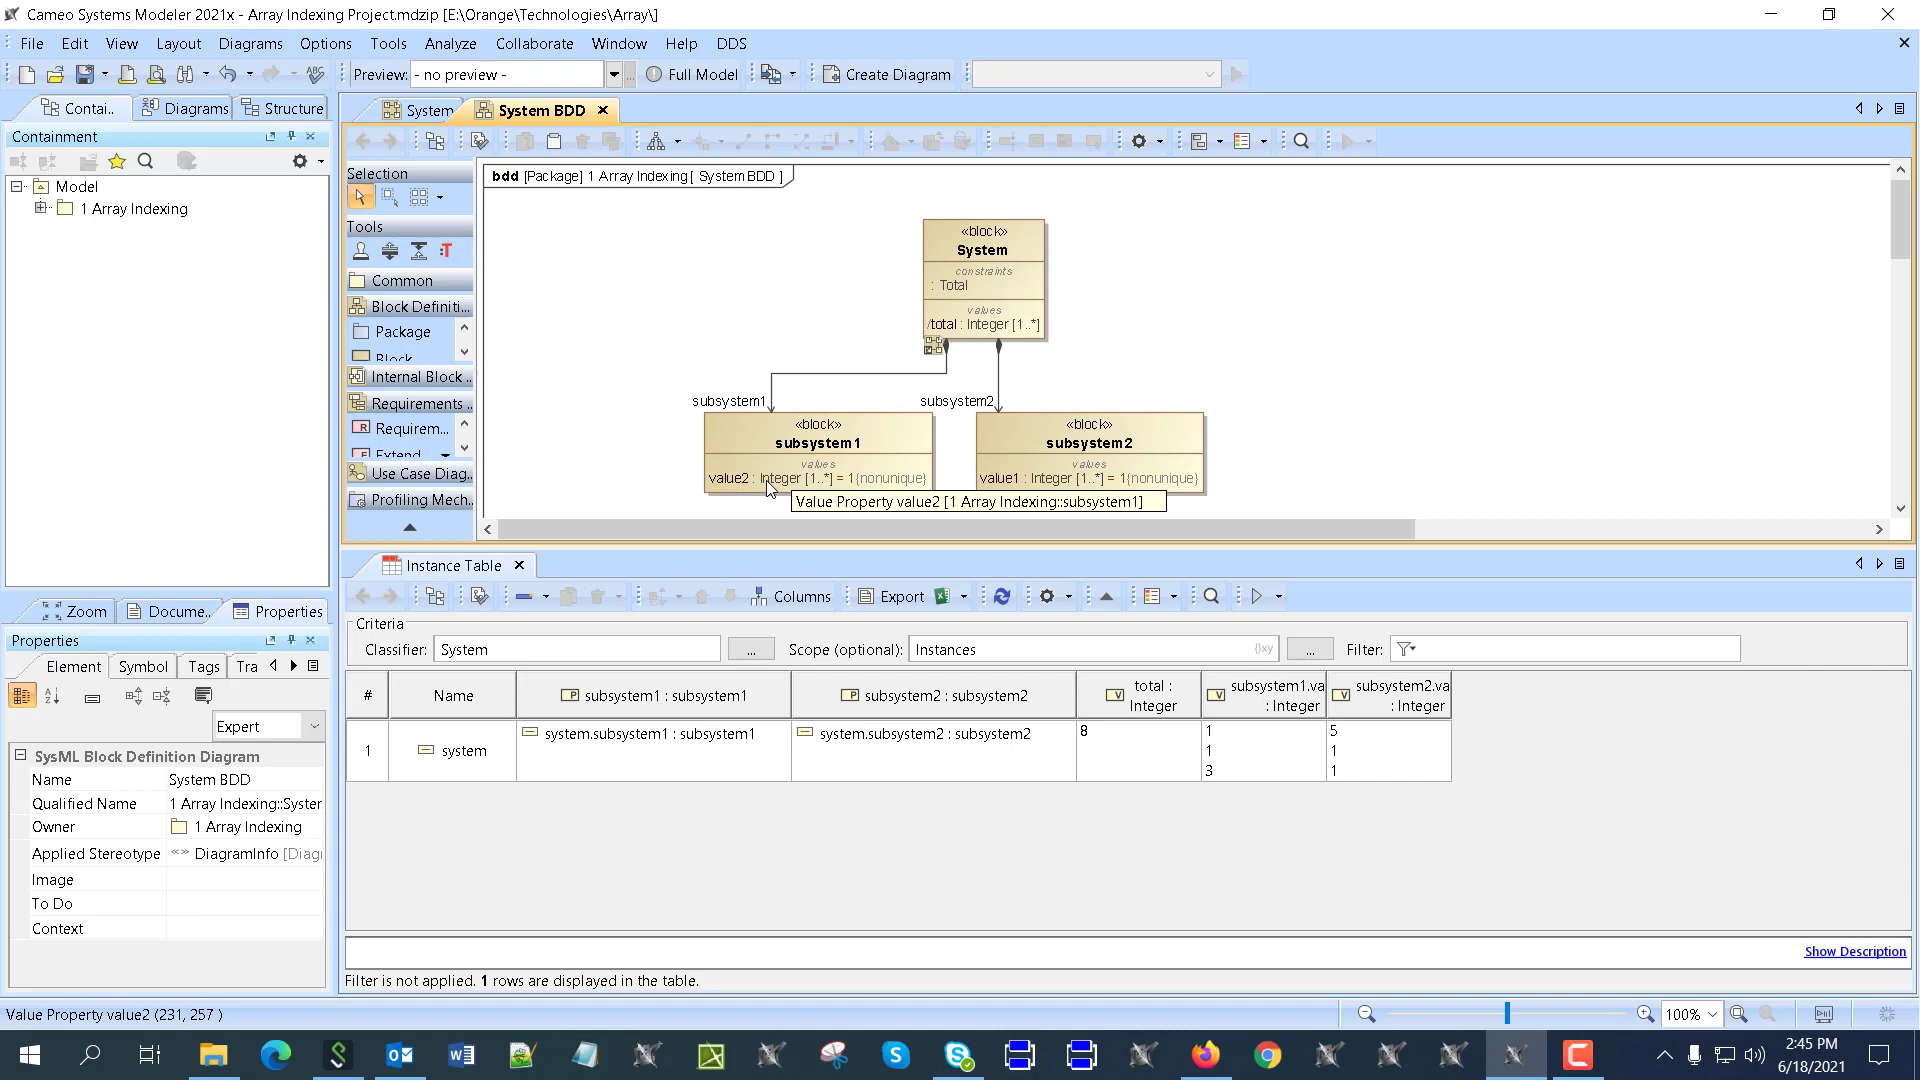 Cameo Systems Modeler 2021x - Array Indexing Project.mdzip [E:\Orange\Technologies\Array\]
File Edit View Layout Diagrams Options Tools Analyze Collaborate Window Help DDS
Preview: - no preview - ... Full Model Create Diagram
Contai.. Diagrams Structure
Containment
Model
1 Array Indexing
System System BDD
Selection
Tools
Common
Block Definiti...
Package
Block
Internal Block ..
Requirements ..
Requirem...
Extend
Use Case Diag..
Profiling Mech..
bdd [Package] 1 Array Indexing [ System BDD ]
«block»
System
constraints
: Total
values
/total : Integer [1..*]
subsystem1
subsystem2
«block»
subsystem1
values
value2 : Integer [1..*] = 1{nonunique}
«block»
subsystem2
values
value1 : Integer [1..*] = 1{nonunique}
Value Property value2 [1 Array Indexing::subsystem1]
Zoom Docume.. Properties
Properties
Element Symbol Tags Tra
Expert
SysML Block Definition Diagram
Name System BDD
Qualified Name 1 Array Indexing::Syster
Owner 1 Array Indexing
Applied Stereotype «» DiagramInfo [Diagi
Image
To Do
Context
Instance Table
Columns Export
Criteria
Classifier: System ... Scope (optional): Instances {}xy ... Filter:
# Name subsystem1 : subsystem1 subsystem2 : subsystem2 total : Integer subsystem1.va : Integer subsystem2.va : Integer
1 system system.subsystem1 : subsystem1 system.subsystem2 : subsystem2 8 1 5
1 1
3 1
Show Description
Filter is not applied. 1 rows are displayed in the table.
Value Property value2 (231, 257 )
100%
2:45 PM
6/18/2021